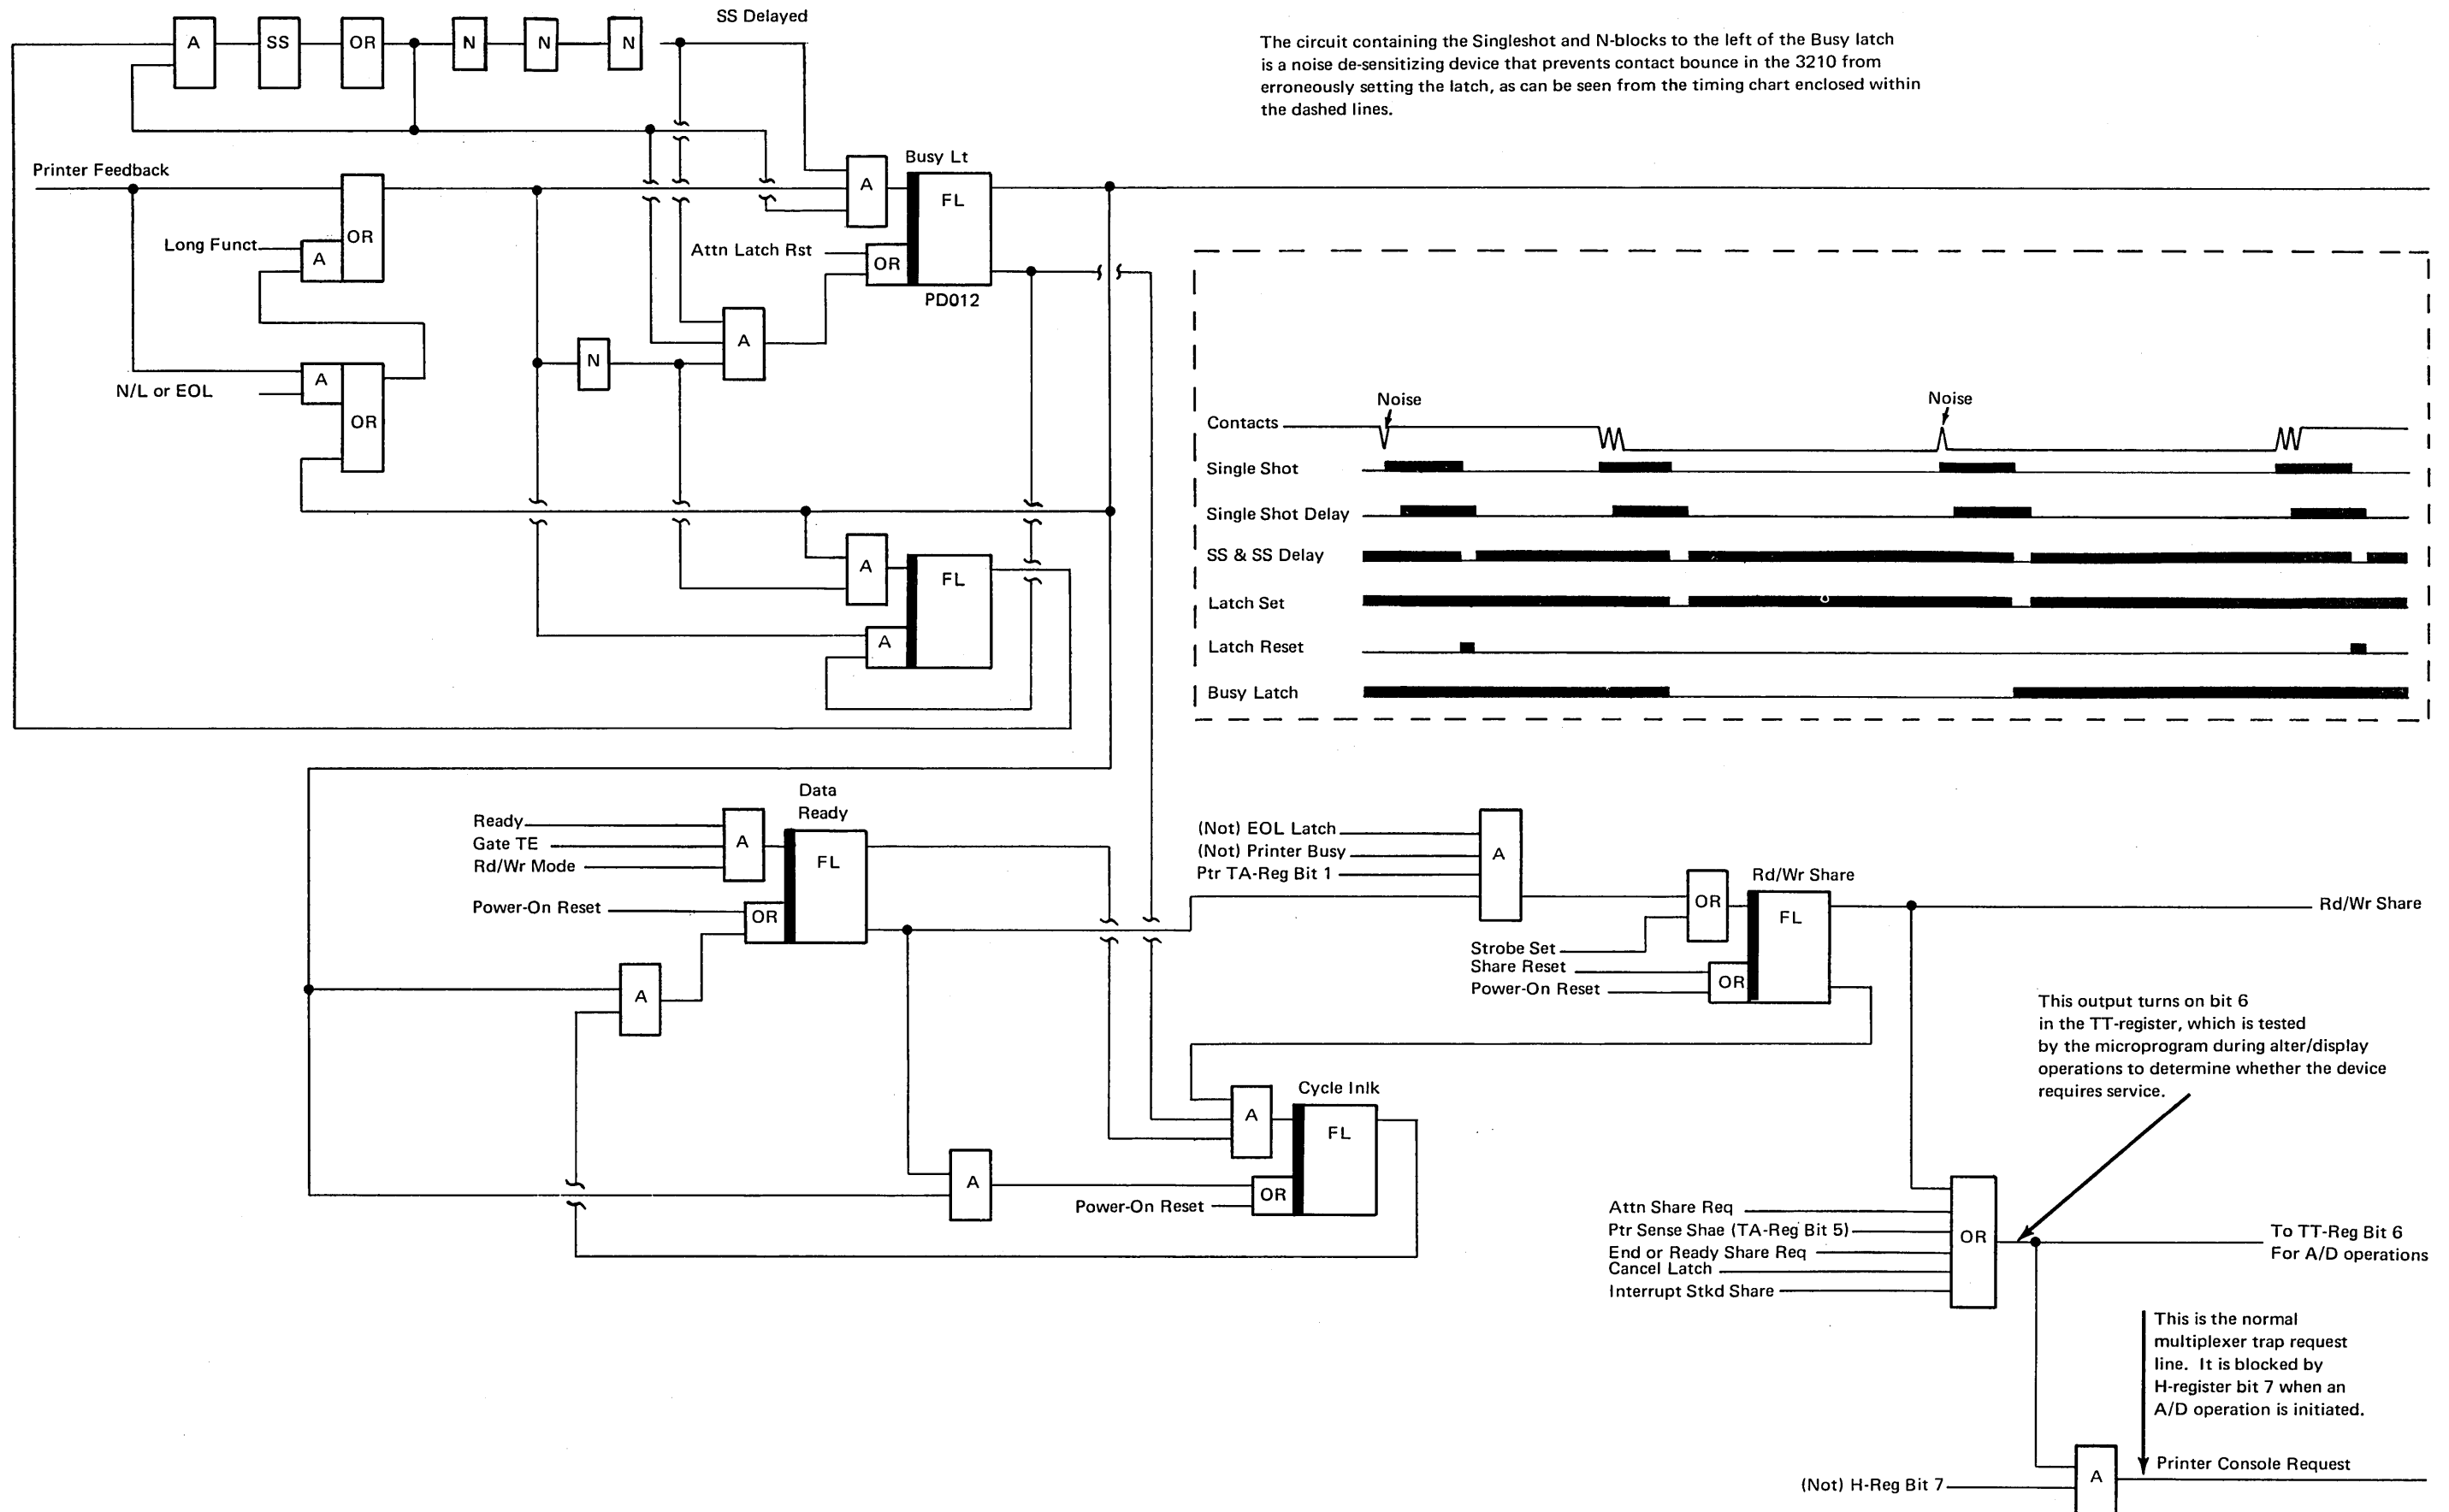 SS Delayed
A
SS
OR
N
N
N
The circuit containing the Singleshot and N-blocks to the left of the Busy latch
is a noise de-sensitizing device that prevents contact bounce in the 3210 from
erroneously setting the latch, as can be seen from the timing chart enclosed within
the dashed lines.
Printer Feedback
Busy Lt
A
FL
OR
Long Funct
A
Attn Latch Rst
OR
PD012
A
N
A
N/L or EOL
OR
A
FL
A
Noise
Noise
Contacts
Single Shot
Single Shot Delay
SS & SS Delay
Latch Set
Latch Reset
Busy Latch
Data
Ready
Ready
Gate TE
Rd/Wr Mode
A
FL
Power-On Reset
OR
A
(Not) EOL Latch
(Not) Printer Busy
Ptr TA-Reg Bit 1
A
Rd/Wr Share
OR
FL
Rd/Wr Share
Strobe Set
Share Reset
Power-On Reset
OR
This output turns on bit 6
in the TT-register, which is tested
by the microprogram during alter/display
operations to determine whether the device
requires service.
Cycle Inlk
A
FL
A
OR
Power-On Reset
Attn Share Req
Ptr Sense Shae (TA-Reg Bit 5)
End or Ready Share Req
Cancel Latch
Interrupt Stkd Share
OR
To TT-Reg Bit 6
For A/D operations
This is the normal
multiplexer trap request
line. It is blocked by
H-register bit 7 when an
A/D operation is initiated.
Printer Console Request
(Not) H-Reg Bit 7
A